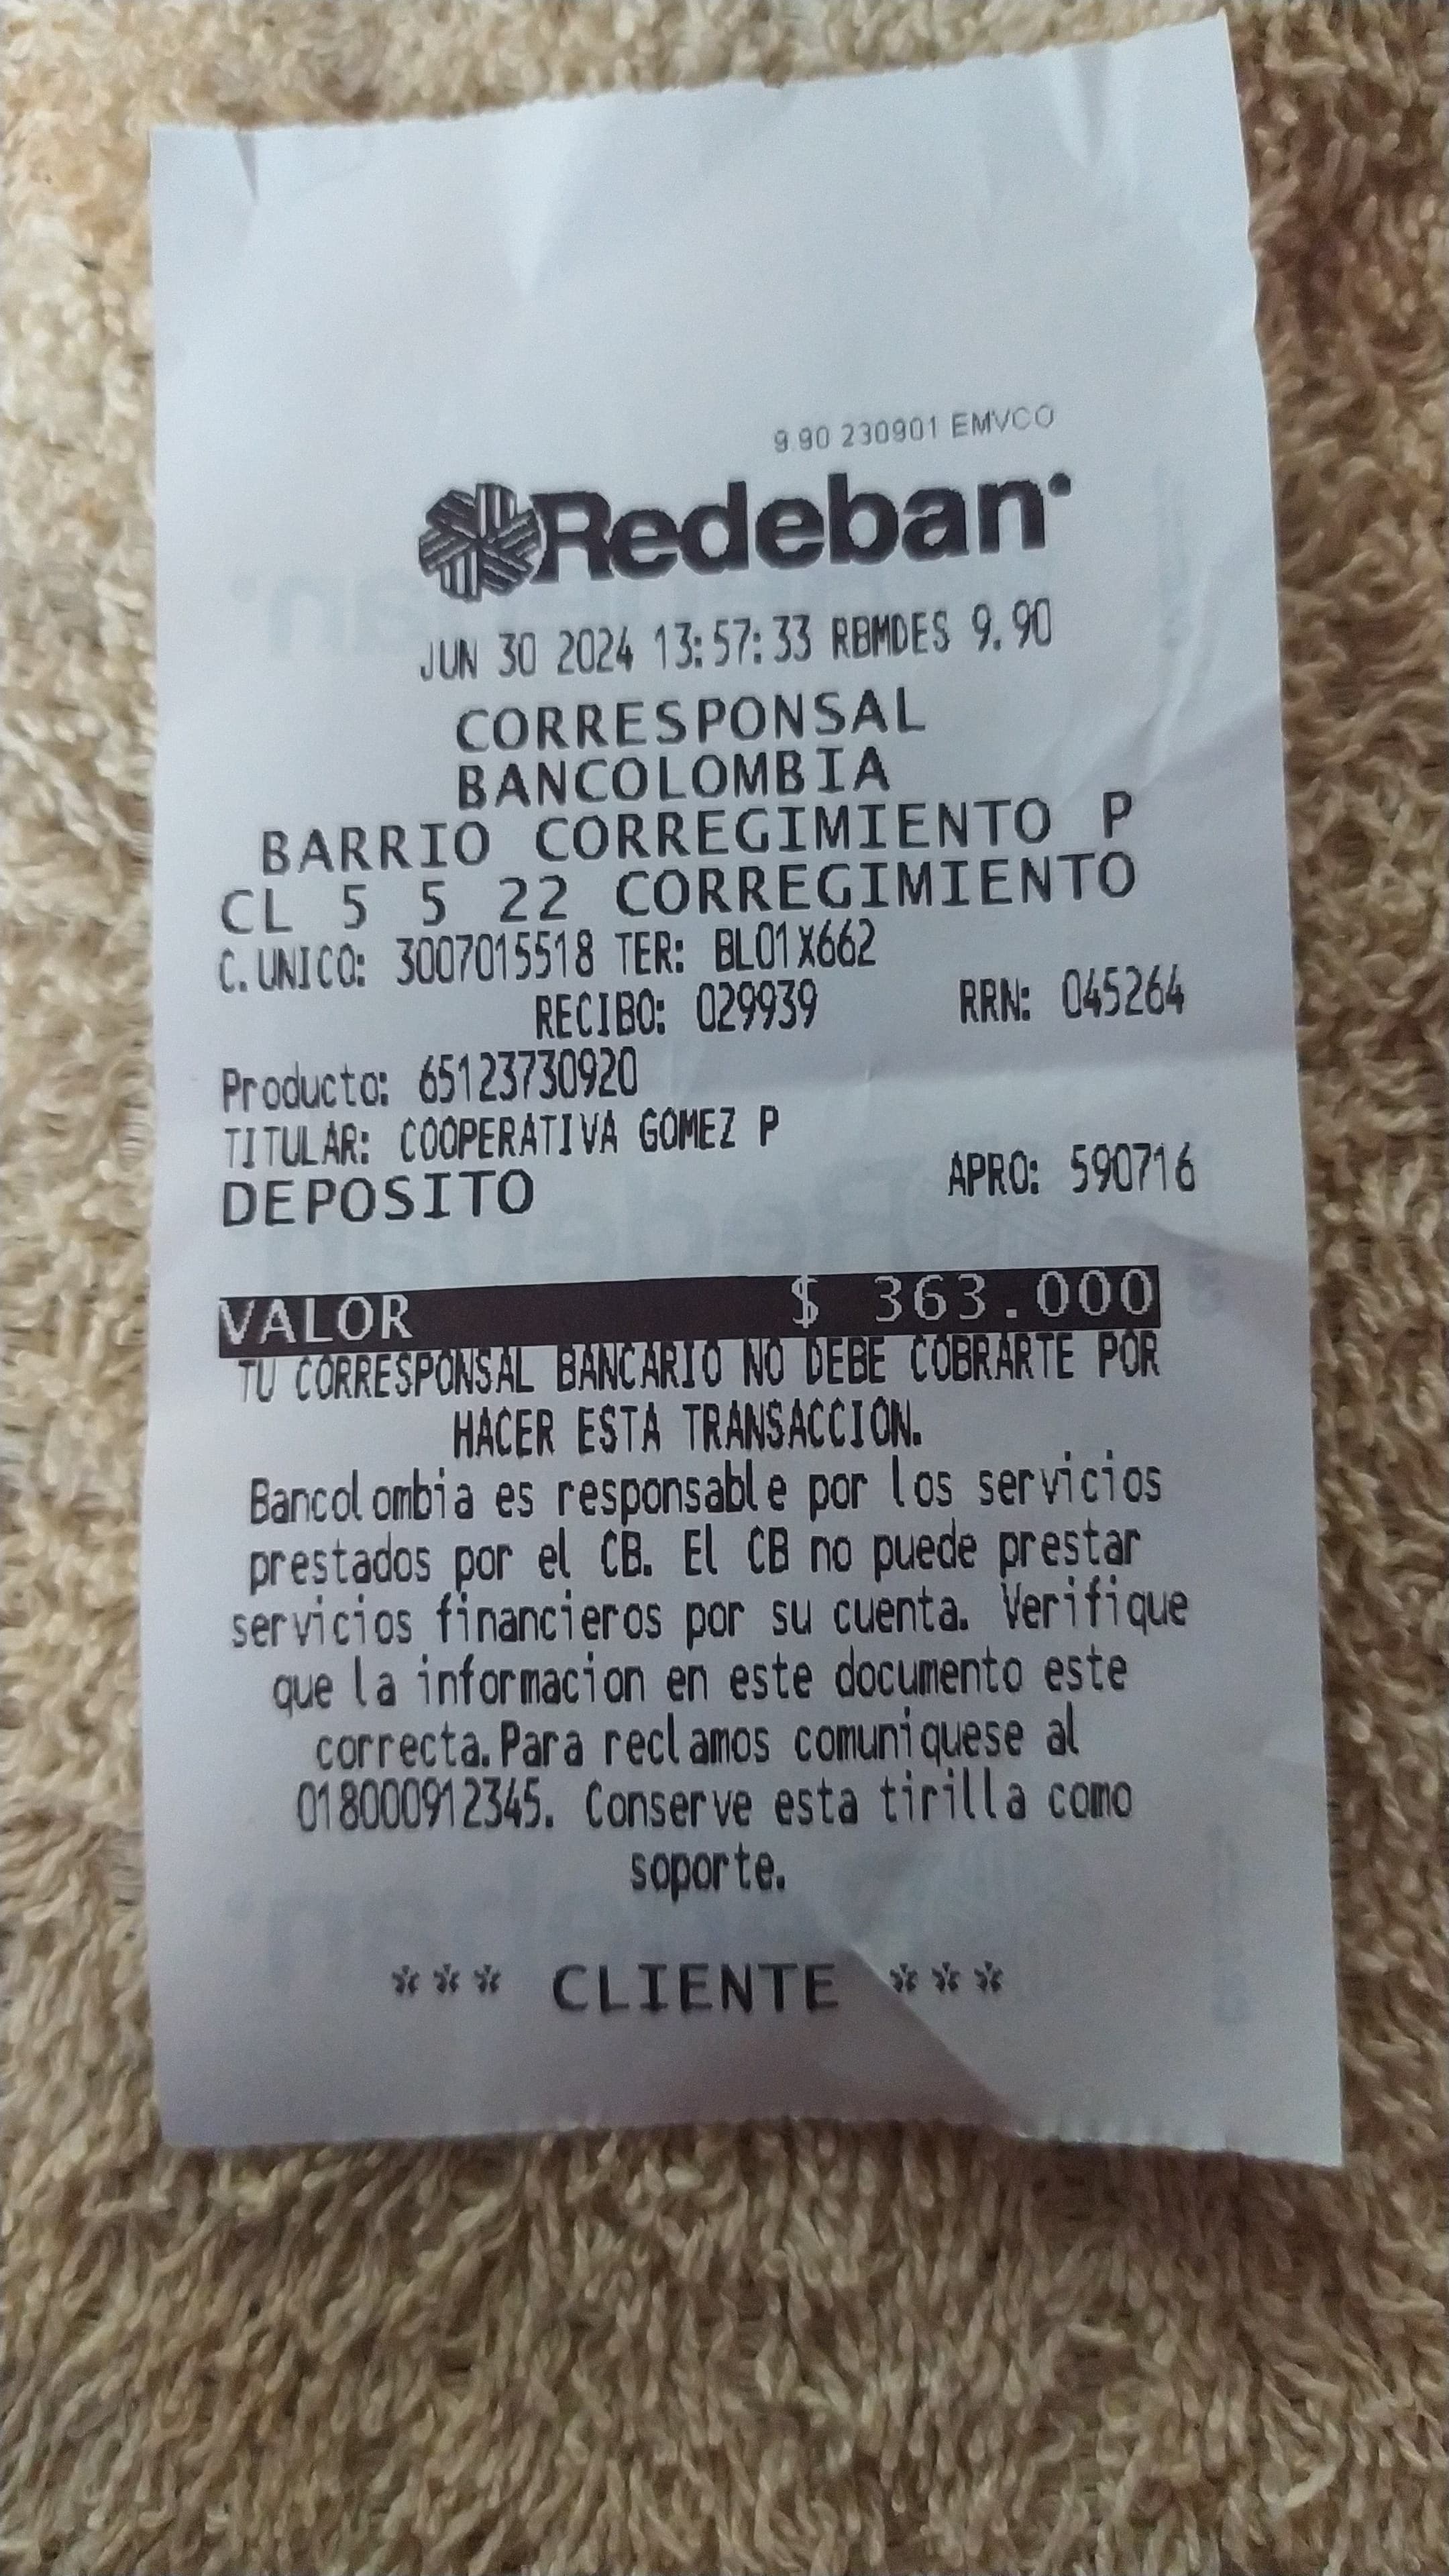 9.90 230901 EMVCO
Redeban
JUN 30 2024 13:57:33 RBMDES 9.90
CORRESPONSAL
BANCOLOMBIA
BARRIO CORREGIMIENTO P
CL 5 5 22 CORREGIMIENTO
C.UNICO: 3007015518 TER: BL01X662
RECIBO: 029939 RRN: 045264
Producto: 65123730920
TITULAR: COOPERATIVA GOMEZ P
DEPOSITO APRO: 590716
VALOR $ 363.000
TU CORRESPONSAL BANCARIO NO DEBE COBRARTE POR
HACER ESTA TRANSACCION.
Bancolombia es responsable por los servicios
prestados por el CB. El CB no puede prestar
servicios financieros por su cuenta. Verifique
que la informacion en este documento este
correcta.Para reclamos comuniquese al
018000912345. Conserve esta tirilla como
soporte.
*** CLIENTE ***